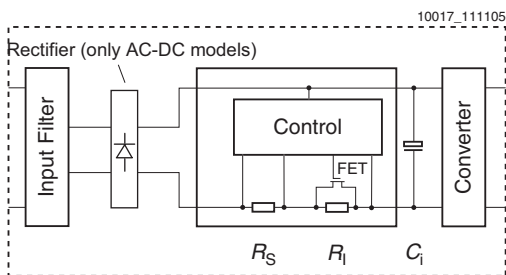 10017_111105
Rectifier (only AC-DC models)
Input Filter
Control
FET
Converter
RS
RI
Ci